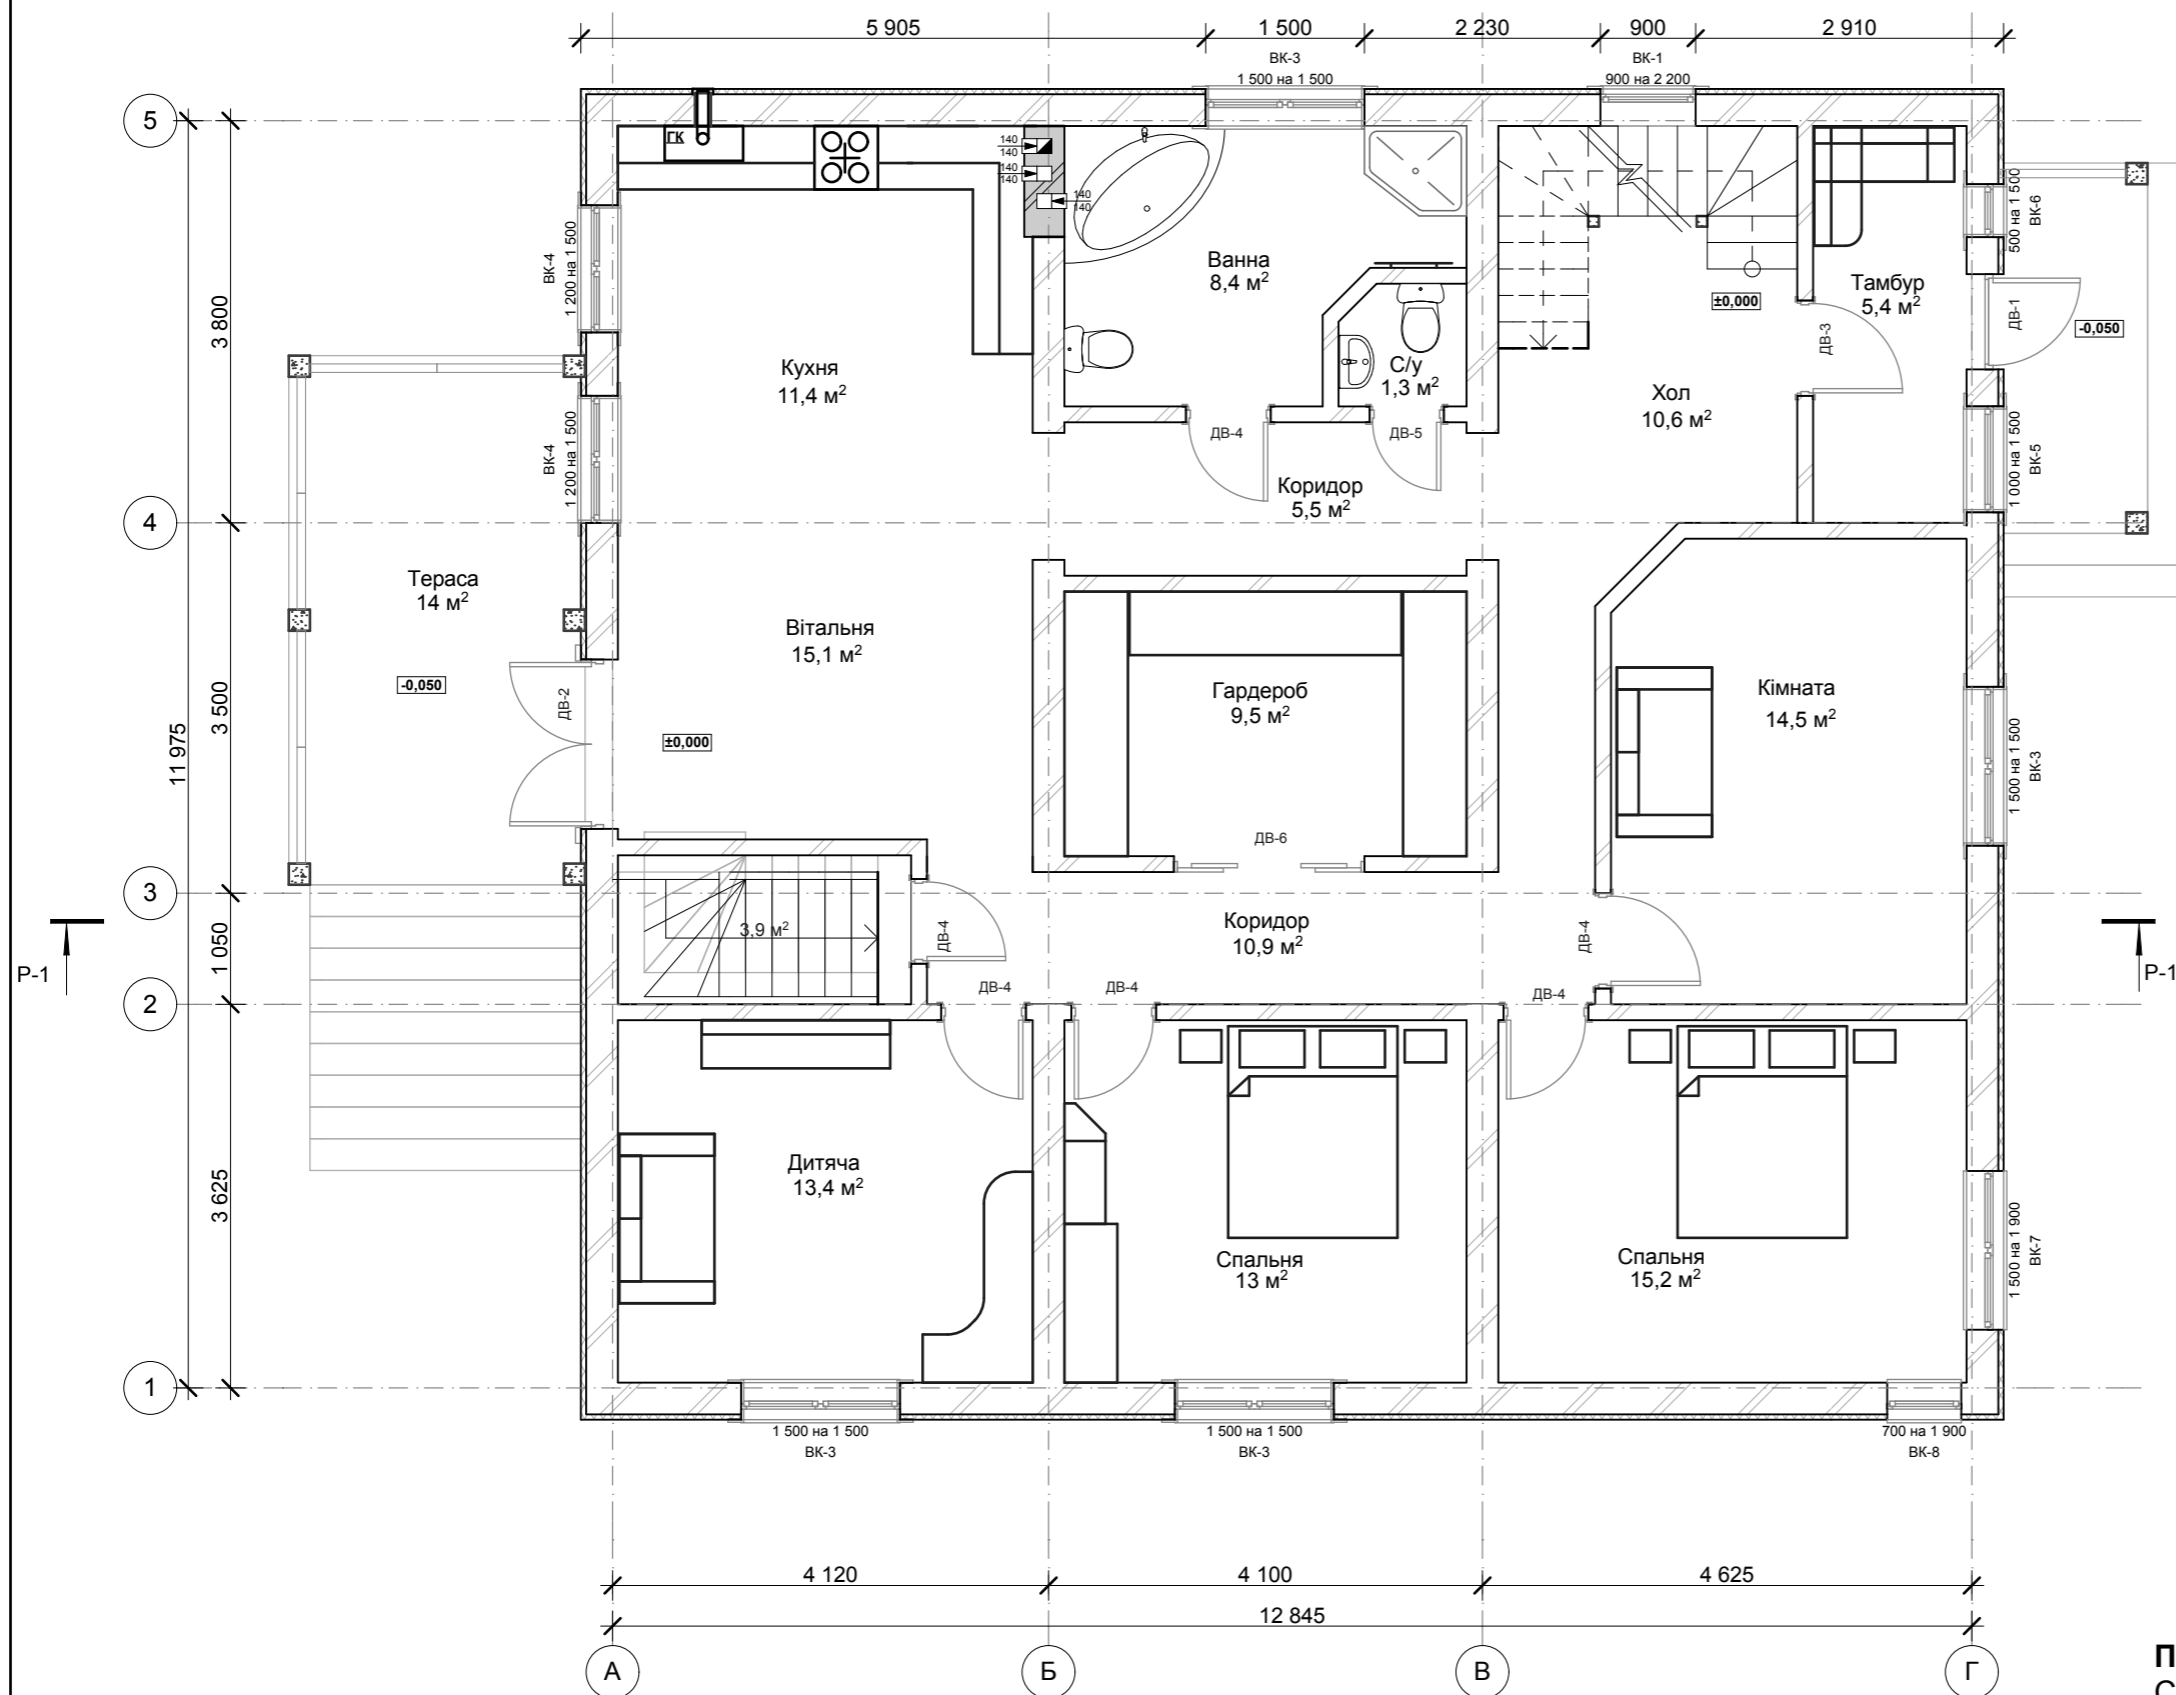 5 905
1 500
2 230
900
2 910
ВК-3
1 500 на 1 500
ВК-1
900 на 2 200
5
ГК
140
140
140
140
140
140
500 на 1 500
ВК-6
ВК-4
1 200 на 1 500
Ванна
8,4 м²
Тамбур
5,4 м²
±0,000
3 800
ДВ-3
ДВ-1
-0,050
Кухня
11,4 м²
С/у
1,3 м²
Хол
10,6 м²
ВК-4
1 200 на 1 500
ДВ-4
ДВ-5
1 000 на 1 500
ВК-5
Коридор
5,5 м²
4
Тераса
14 м²
Вітальня
15,1 м²
-0,050
ДВ-2
Гардероб
9,5 м²
Кімната
14,5 м²
3 500
11 975
±0,000
1 500 на 1 500
ВК-3
ДВ-6
3
3,9 м²
ДВ-4
Коридор
10,9 м²
ДВ-4
1 050
Р-1
Р-1
ДВ-4
ДВ-4
ДВ-4
2
Дитяча
13,4 м²
3 625
Спальня
13 м²
Спальня
15,2 м²
1 500 на 1 900
ВК-7
1
1 500 на 1 500
ВК-3
1 500 на 1 500
ВК-3
700 на 1 900
ВК-8
4 120
4 100
4 625
12 845
А
Б
В
Г
П
С